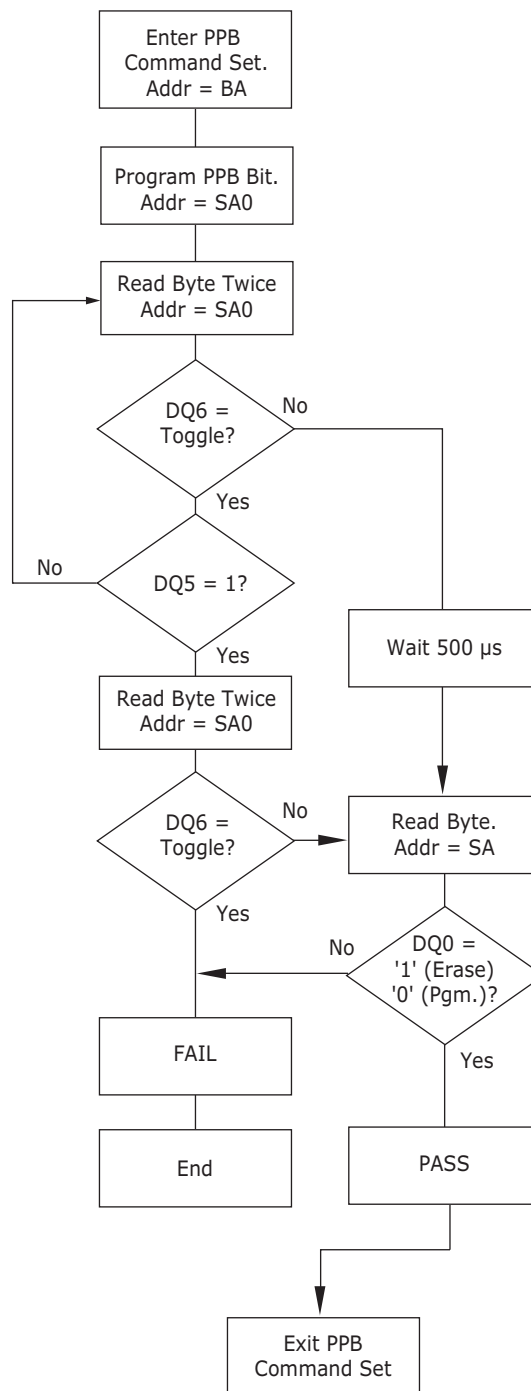 Enter PPB
Command Set.
Addr = BA
Program PPB Bit.
Addr = SA0
Read Byte Twice
Addr = SA0
DQ6 =
Toggle?
No
Yes
No
DQ5 = 1?
Yes
Wait 500 µs
Read Byte Twice
Addr = SA0
DQ6 =
Toggle?
No
Yes
Read Byte.
Addr = SA
No
DQ0 =
'1' (Erase)
'0' (Pgm.)?
Yes
FAIL
End
PASS
Exit PPB
Command Set